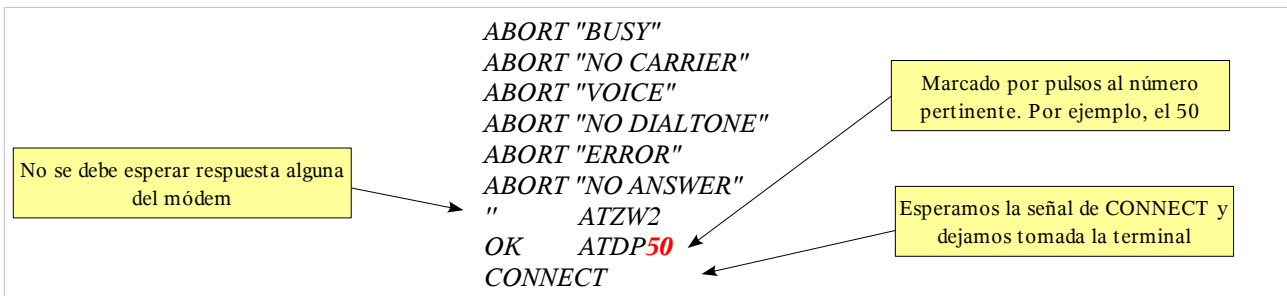 ABORT "BUSY"
ABORT "NO CARRIER"
ABORT "VOICE"
ABORT "NO DIALTONE"
ABORT "ERROR"
ABORT "NO ANSWER"
'' ATZW2
OK ATDP50
CONNECT
No se debe esperar respuesta alguna
del módem
Marcado por pulsos al número
pertinente. Por ejemplo, el 50
Esperamos la señal de CONNECT y
dejamos tomada la terminal